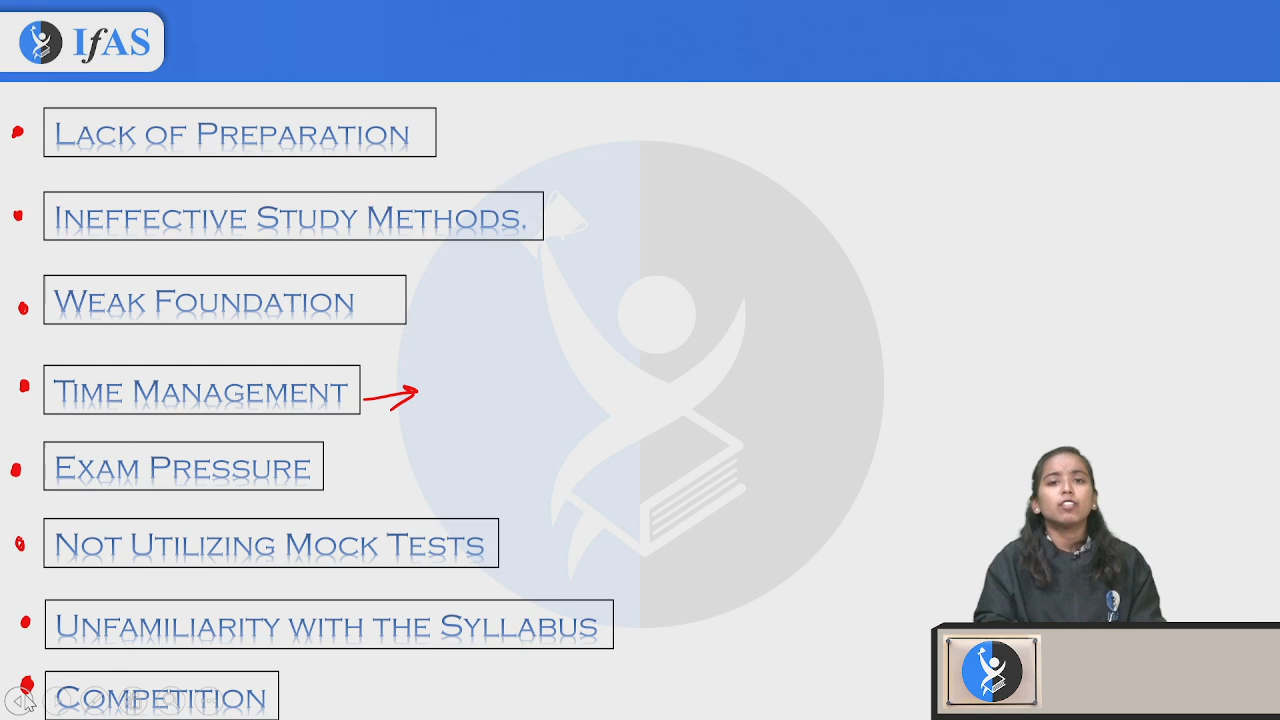 IfAS
LACK OF PREPARATION
INEFFECTIVE STUDY METHODS.
WEAK FOUNDATION
TIME MANAGEMENT
EXAM PRESSURE
NOT UTILIZING MOCK TESTS
UNFAMILIARITY WITH THE SYLLABUS
COMPETITION